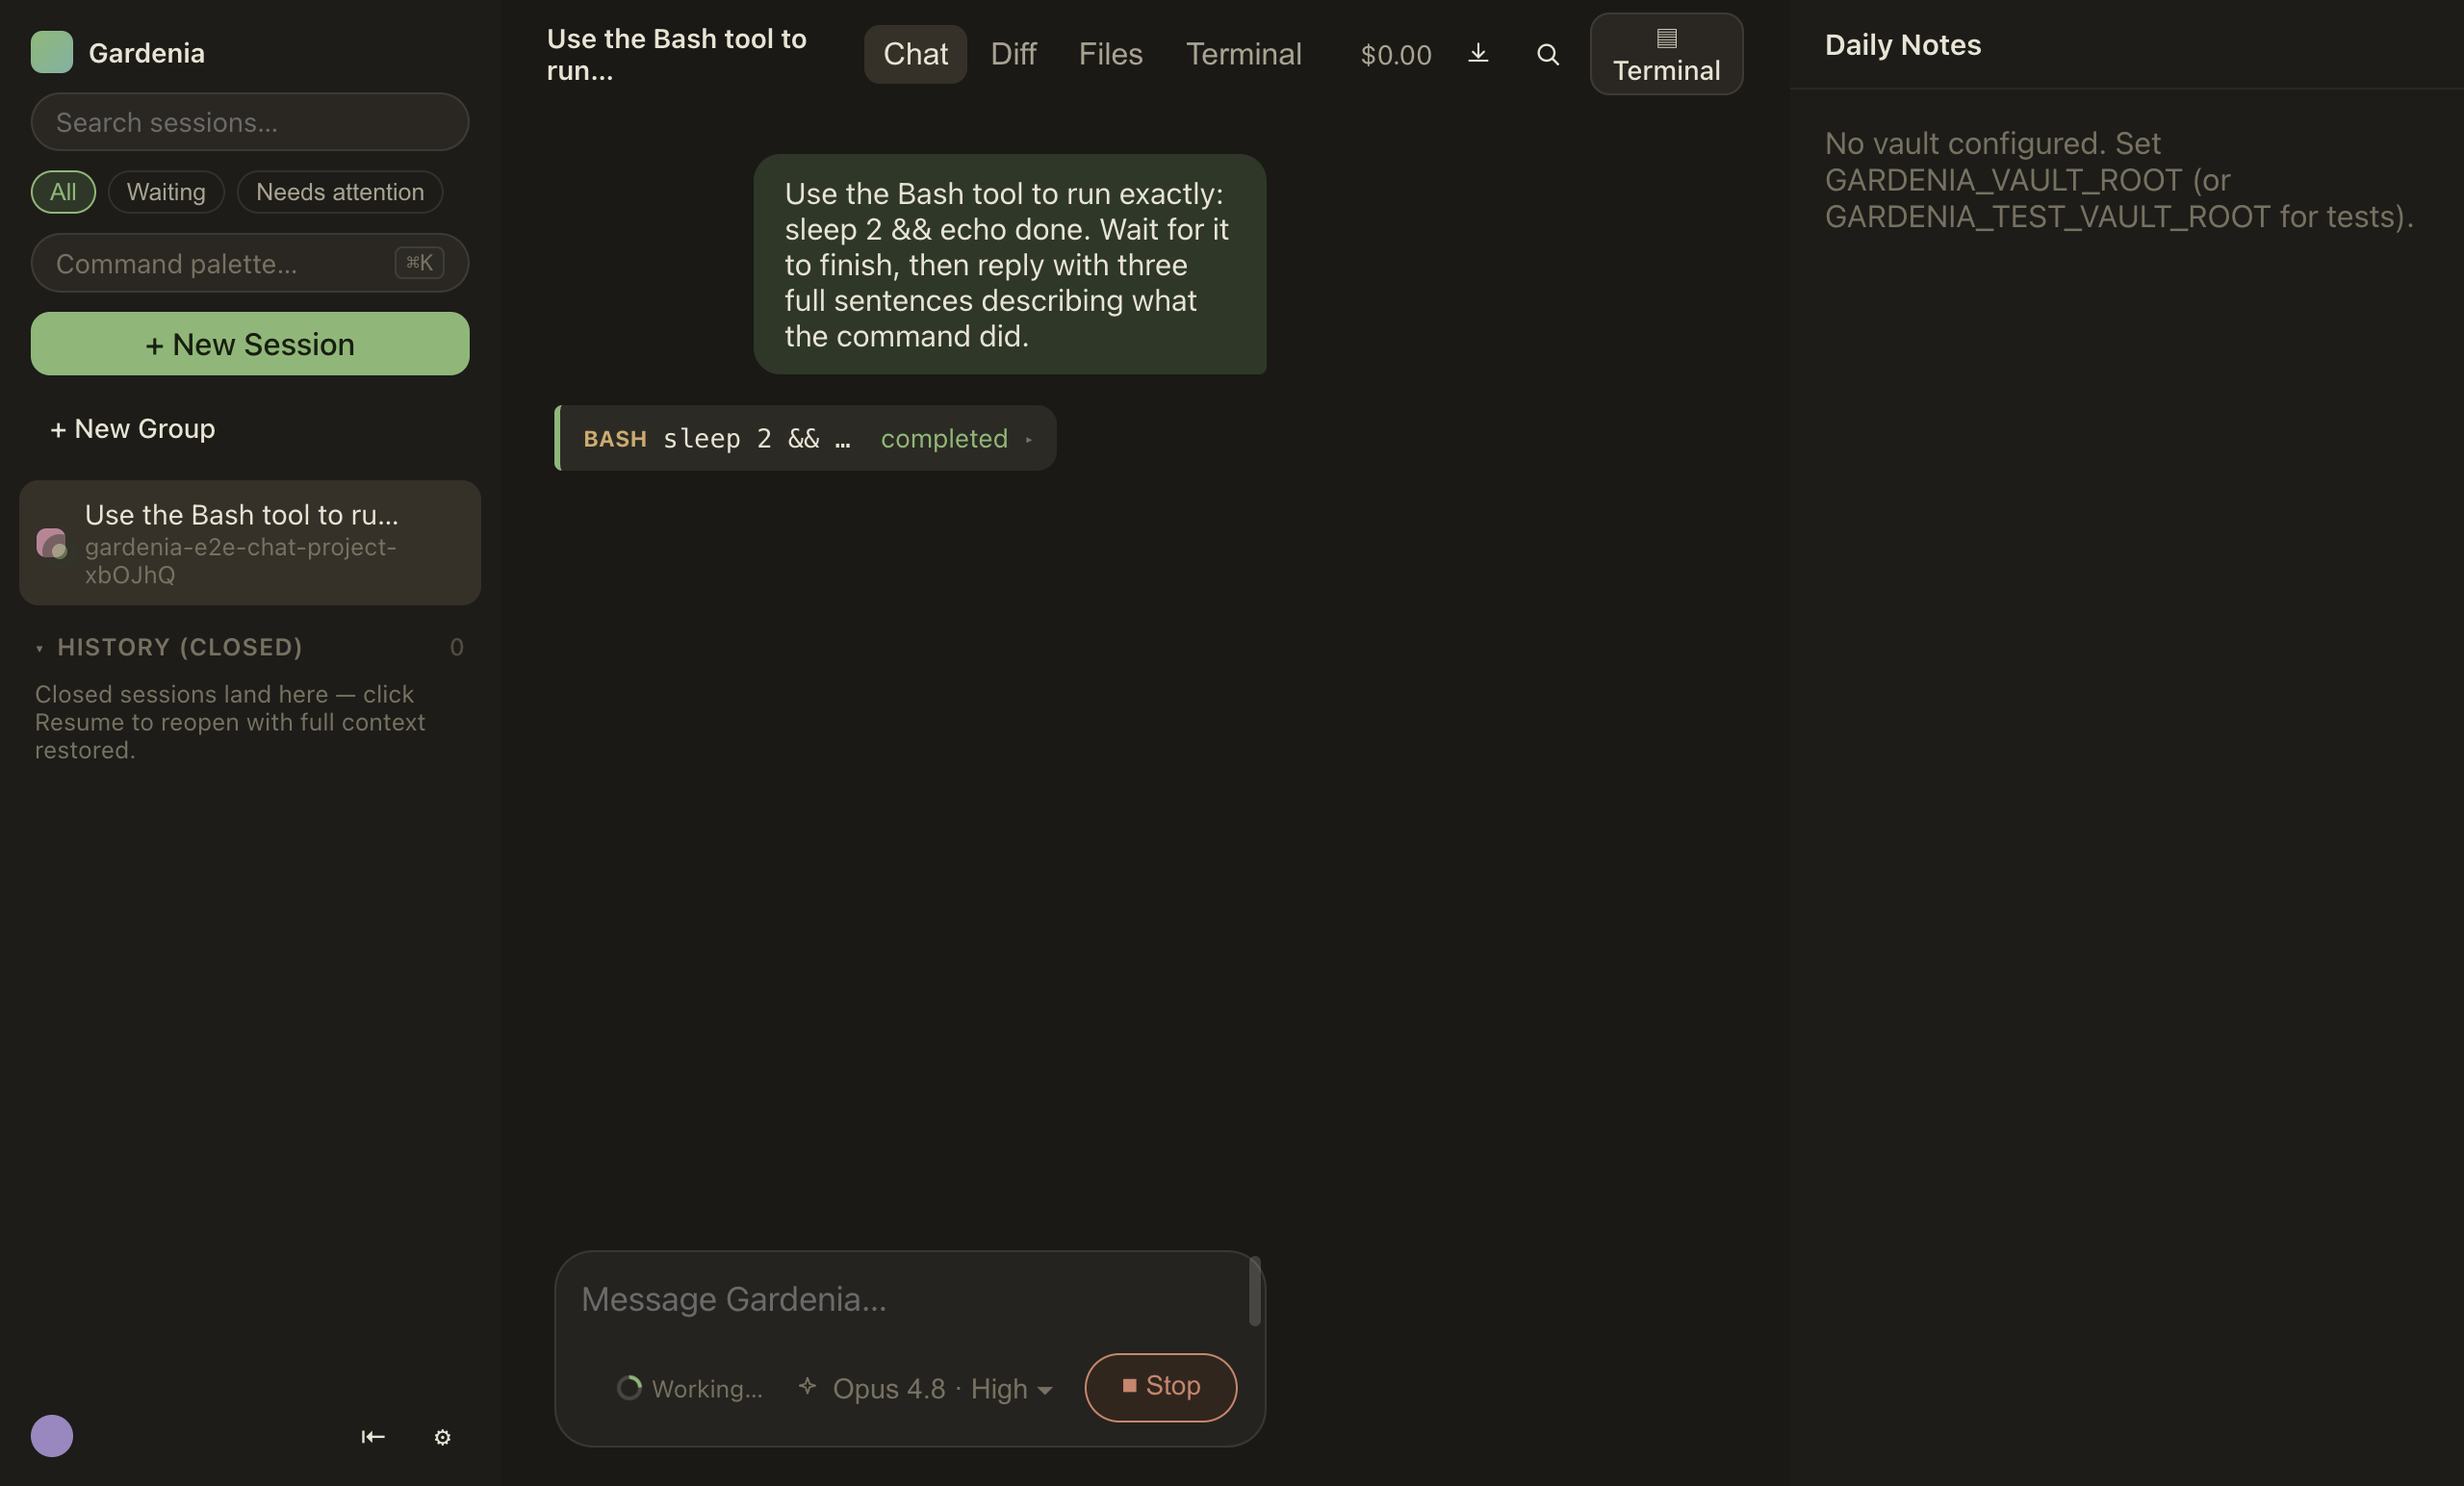 Gardenia
Search sessions...
All
Waiting
Needs attention
Command palette...
⌘K
+ New Session
+ New Group
Use the Bash tool to ru...
gardenia-e2e-chat-project-
xbOJhQ
HISTORY (CLOSED)
0
Closed sessions land here — click
Resume to reopen with full context
restored.
Use the Bash tool to
run...
Chat
Diff
Files
Terminal
$0.00
Terminal
Use the Bash tool to run exactly:
sleep 2 && echo done. Wait for it
to finish, then reply with three
full sentences describing what
the command did.
BASH sleep 2 && … completed
Message Gardenia...
Working...
Opus 4.8 · High
Stop
Daily Notes
No vault configured. Set
GARDENIA_VAULT_ROOT (or
GARDENIA_TEST_VAULT_ROOT for tests).